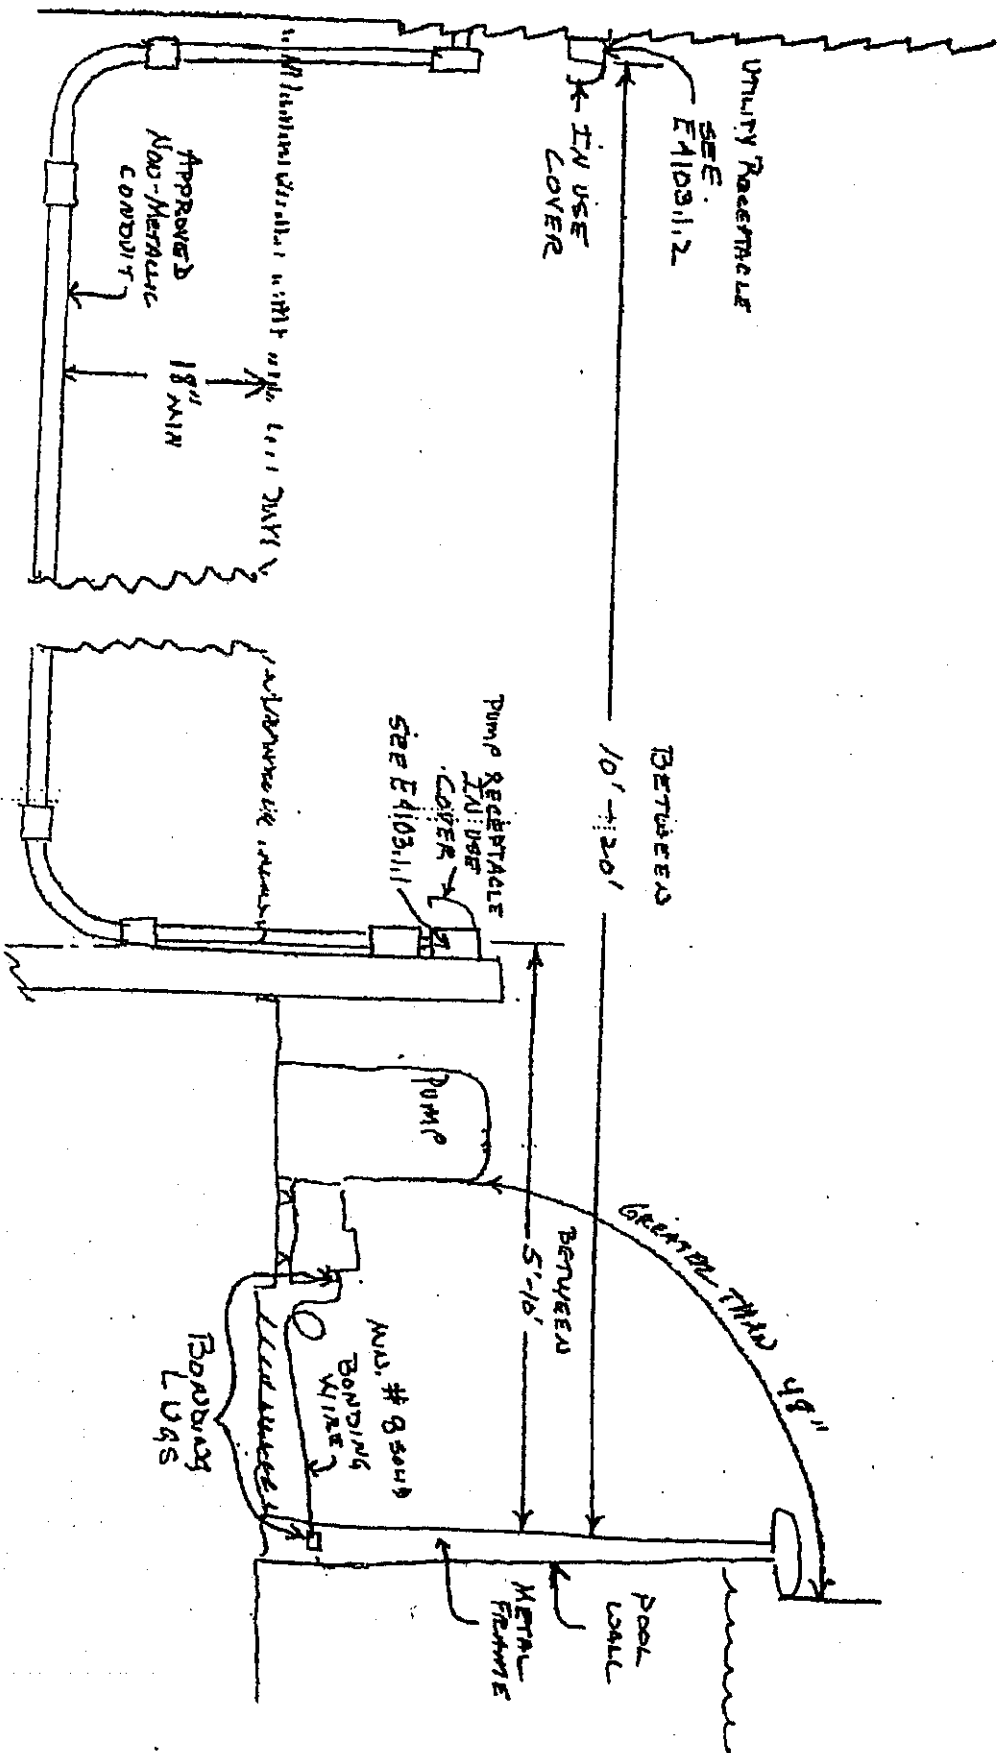 UTILITY RECEPTACLE
SEE
E4103.1.2
IN USE
COVER
BETWEEN
10' → 20'
GREATER THAN 48"
PUMP RECEPTACLE
IN USE
COVER
SEE E4103.1.1
BETWEEN
5'-10'
POOL
WALL
METAL
FRAME
PUMP
MIN. #8 SOLID
BONDING
WIRE
BONDING
LUGS
18" MIN
APPROVED
NON-METALLIC
CONDUIT